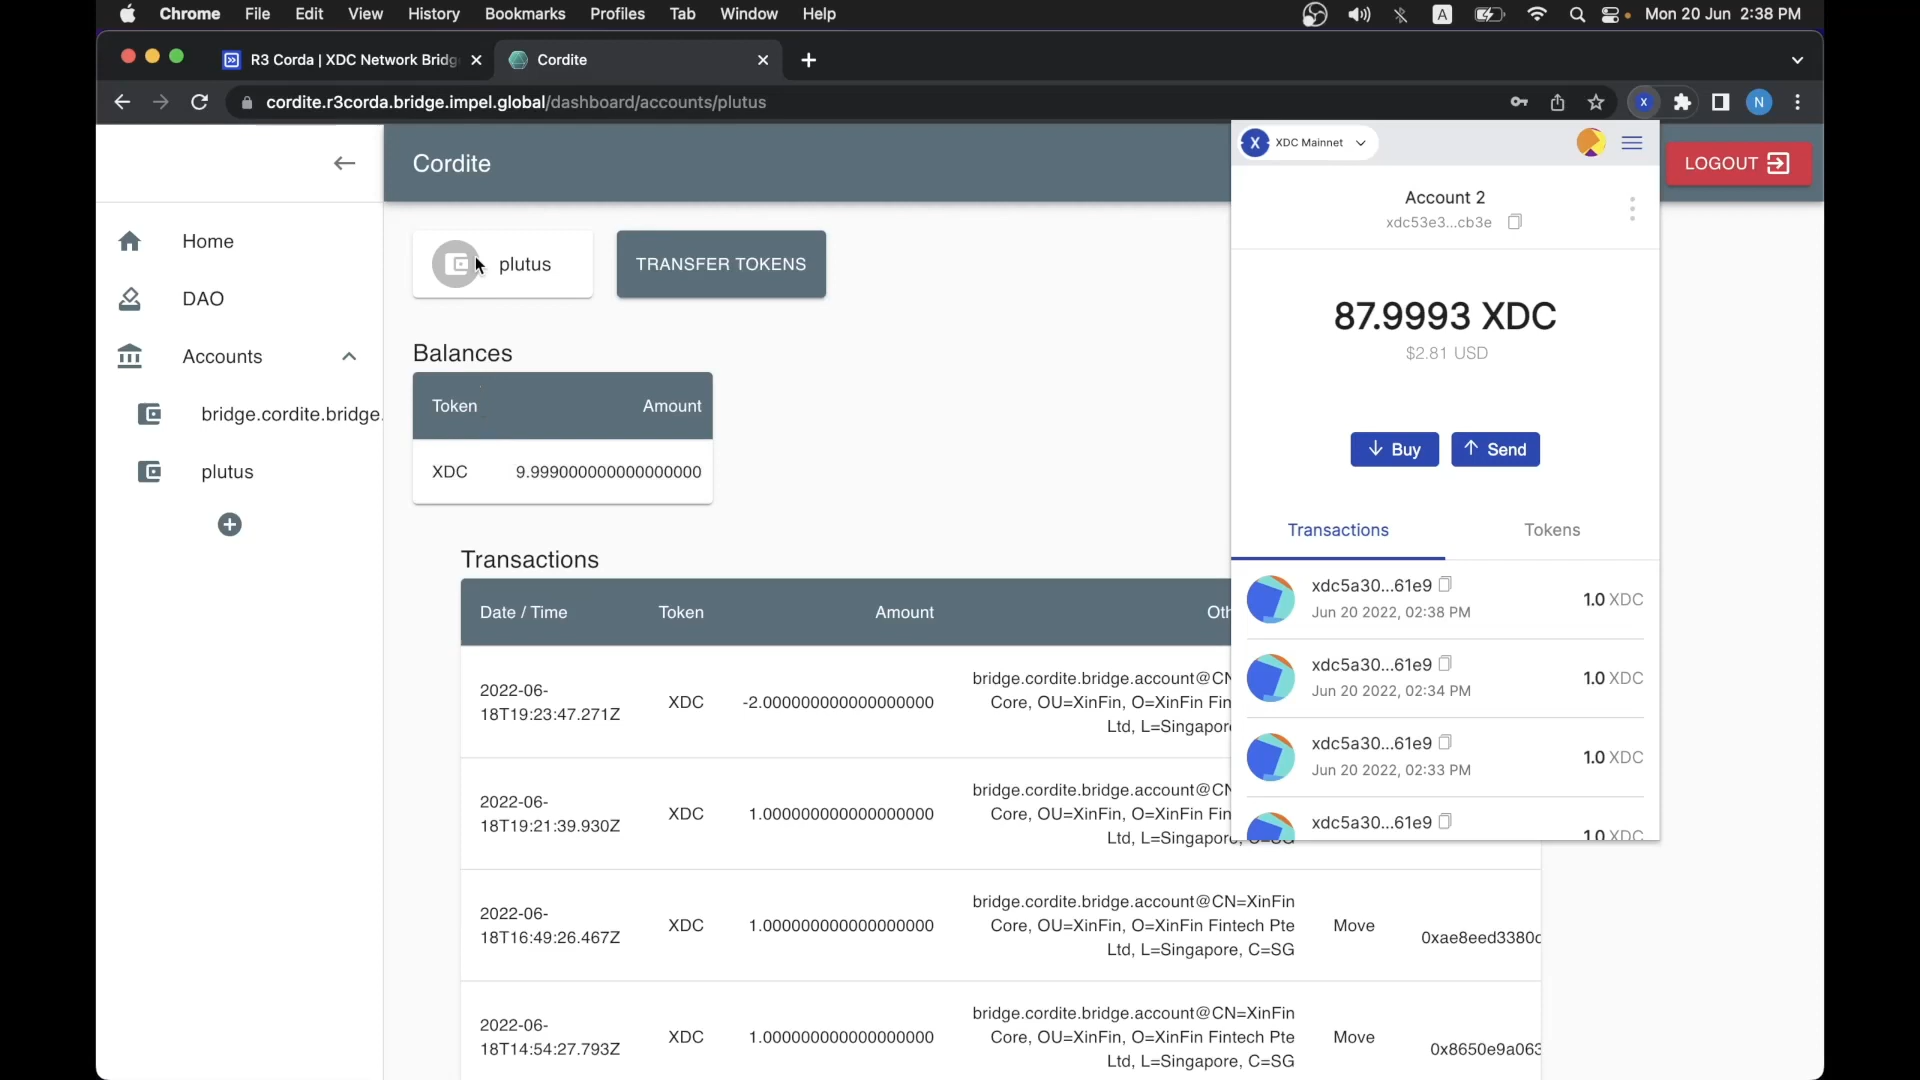 Chrome File Edit View History Bookmarks Profiles Tab Window Help A Mon 20 Jun 2:38 PM
R3 Corda | XDC Network Bridg Cordite
cordite.r3corda.bridge.impel.global/dashboard/accounts/plutus X N
Cordite
LOGOUT
Home
DAO
Accounts
bridge.cordite.bridge.
plutus
plutus
TRANSFER TOKENS
Balances
Token Amount
XDC 9.999000000000000000
Transactions
Date / Time Token Amount Oth
2022-06-
18T19:23:47.271Z
XDC
-2.000000000000000000
bridge.cordite.bridge.account@CN
Core, OU=XinFin, O=XinFin Fin
Ltd, L=Singapore
2022-06-
18T19:21:39.930Z
XDC
1.000000000000000000
bridge.cordite.bridge.account@CN
Core, OU=XinFin, O=XinFin Fin
Ltd, L=Singapore, C=SG
2022-06-
18T16:49:26.467Z
XDC
1.000000000000000000
bridge.cordite.bridge.account@CN=XinFin
Core, OU=XinFin, O=XinFin Fintech Pte
Ltd, L=Singapore, C=SG
Move
0xae8eed3380c
2022-06-
18T14:54:27.793Z
XDC
1.000000000000000000
bridge.cordite.bridge.account@CN=XinFin
Core, OU=XinFin, O=XinFin Fintech Pte
Ltd, L=Singapore, C=SG
Move
0x8650e9a063
X XDC Mainnet
Account 2
xdc53e3...cb3e
87.9993 XDC
$2.81 USD
Buy Send
Transactions Tokens
xdc5a30...61e9
Jun 20 2022, 02:38 PM
1.0 XDC
xdc5a30...61e9
Jun 20 2022, 02:34 PM
1.0 XDC
xdc5a30...61e9
Jun 20 2022, 02:33 PM
1.0 XDC
xdc5a30...61e9
1.0 XDC